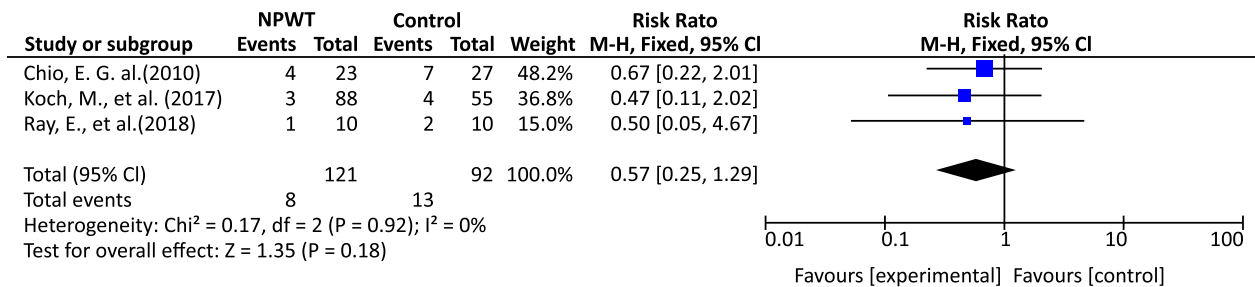 NPWT Control Risk Rato Risk Rato
Study or subgroup Events Total Events Total Weight M-H, Fixed, 95% Cl M-H, Fixed, 95% Cl
Chio, E. G. al.(2010) 4 23 7 27 48.2% 0.67 [0.22, 2.01]
Koch, M., et al. (2017) 3 88 4 55 36.8% 0.47 [0.11, 2.02]
Ray, E., et al.(2018) 1 10 2 10 15.0% 0.50 [0.05, 4.67]
Total (95% Cl) 121 92 100.0% 0.57 [0.25, 1.29]
Total events 8 13
Heterogeneity: Chi² = 0.17, df = 2 (P = 0.92); I² = 0%
Test for overall effect: Z = 1.35 (P = 0.18)
0.01 0.1 1 10 100
Favours [experimental] Favours [control]